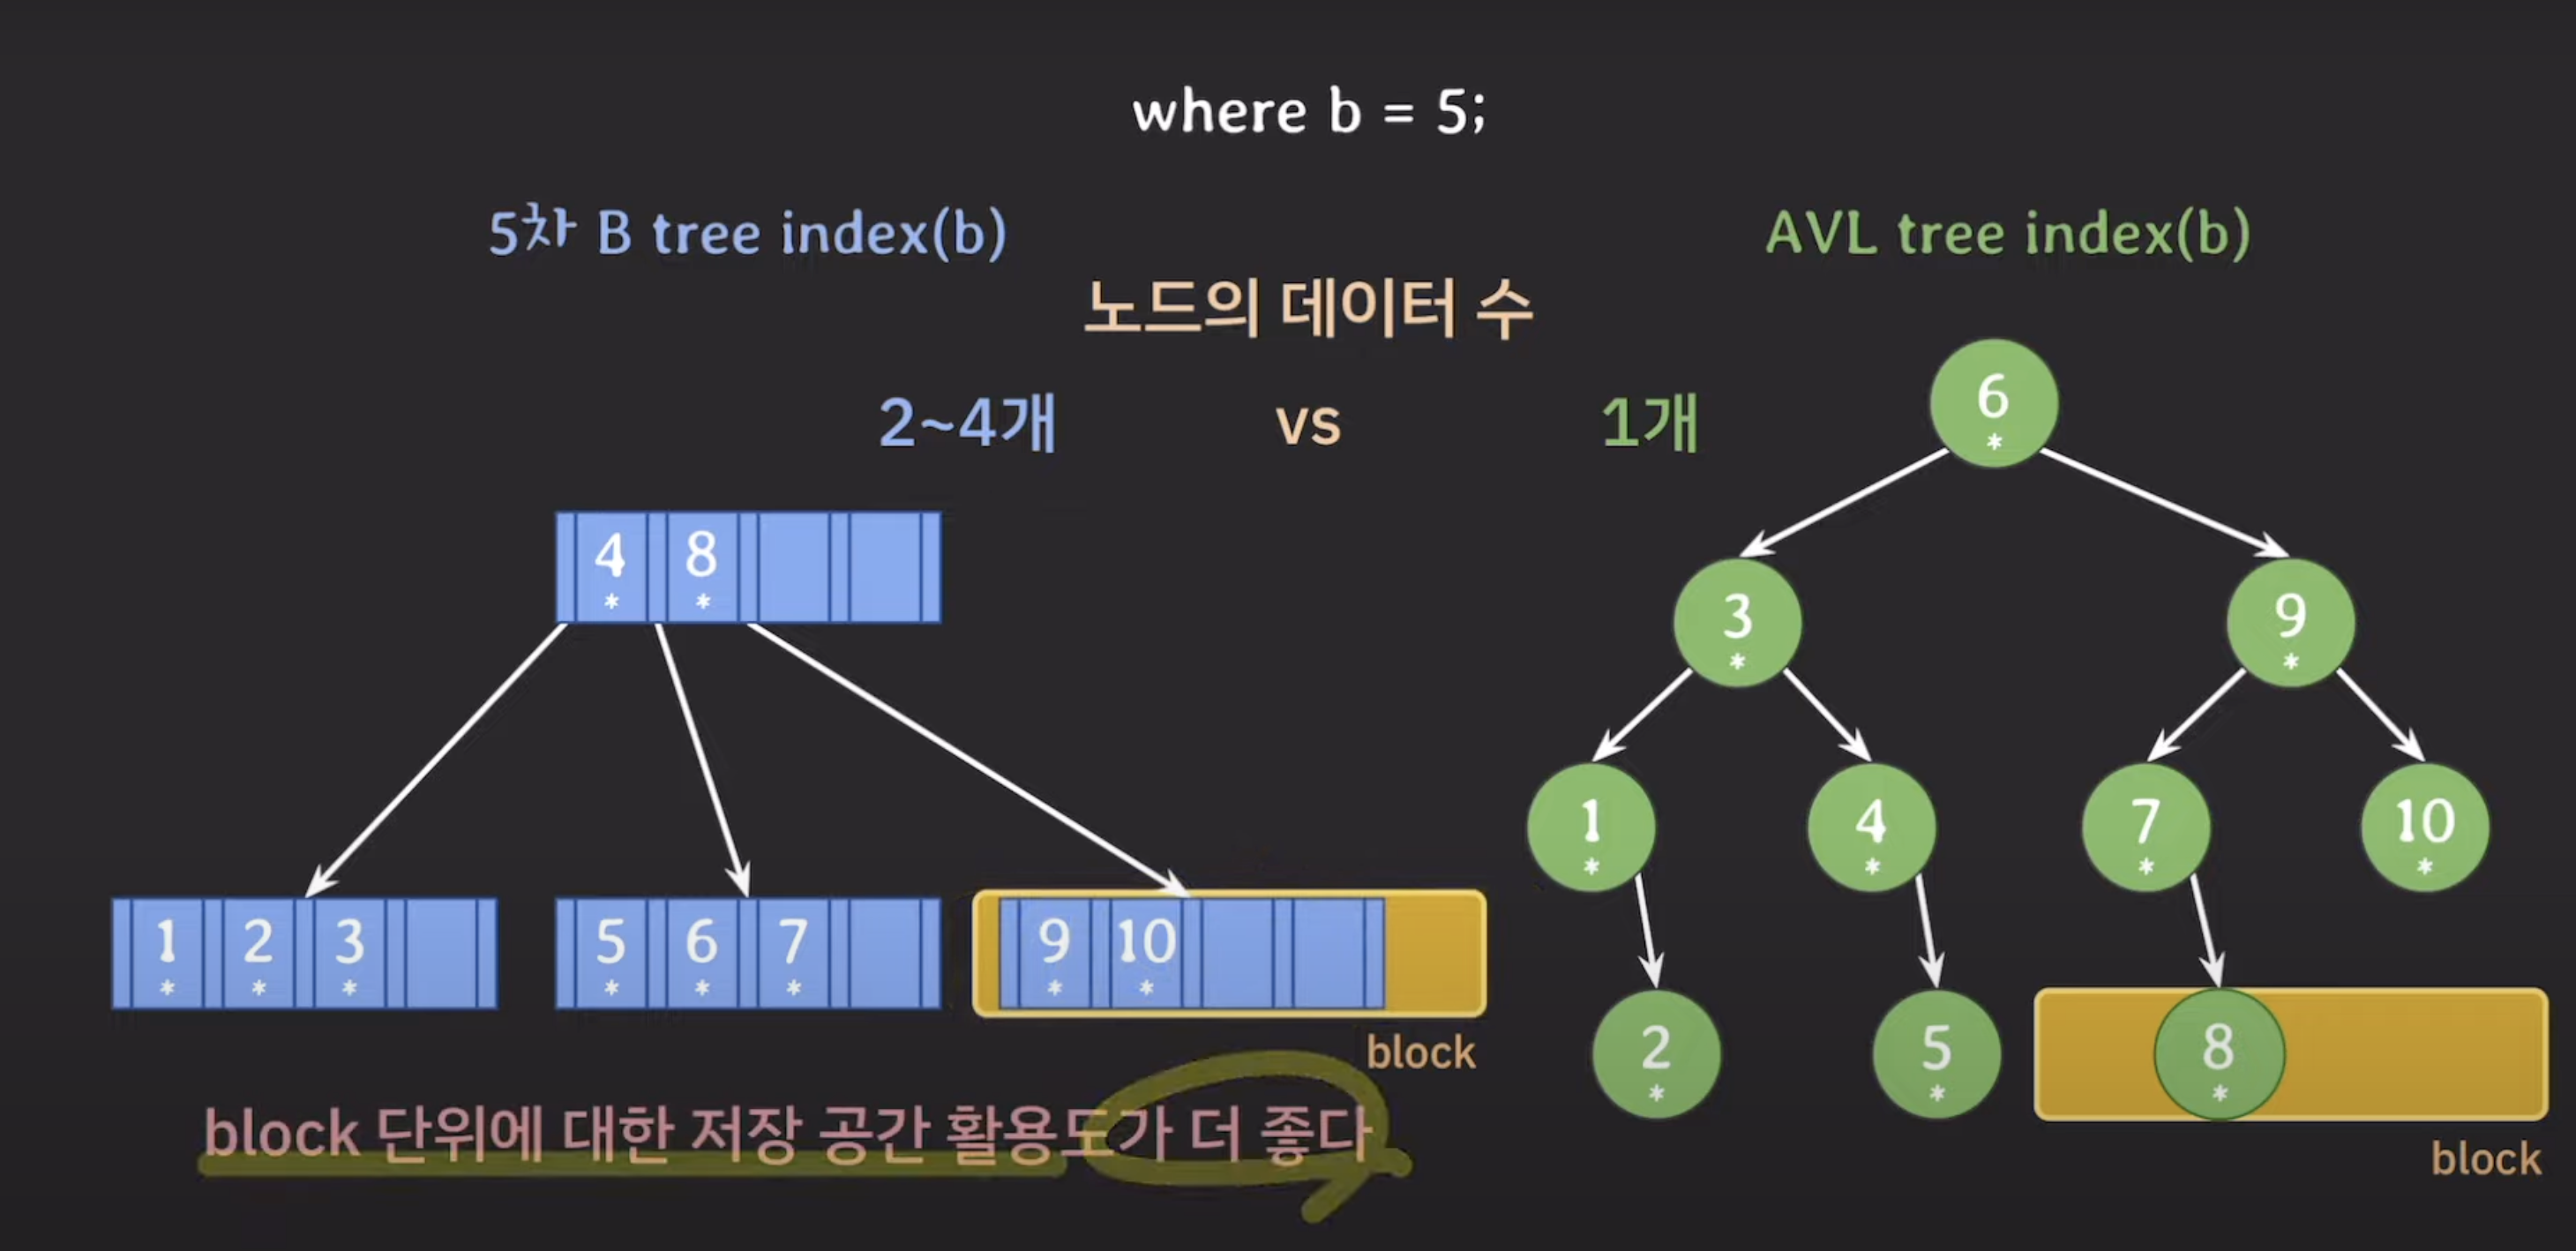 where b = 5;
5차 B tree index(b)
AVL tree index(b)
노드의 데이터 수
2~4개 vs 1개
6
*
4 8
* *
3 9
* *
1 4 7 10
* * * *
1 2 3
* * *
5 6 7
* * *
9 10
* *
block
2 5 8
* * *
block
block 단위에 대한 저장 공간 활용도가 더 좋다